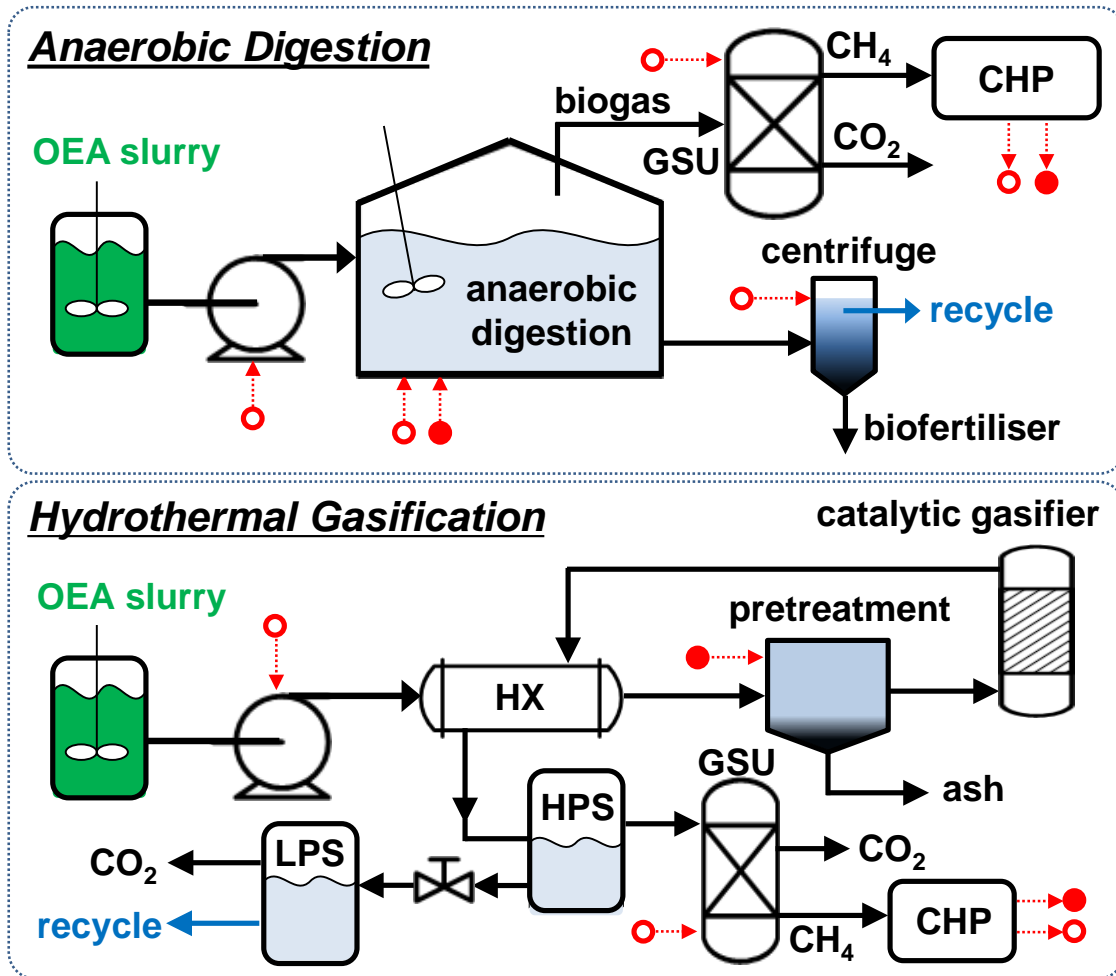 Anaerobic Digestion
CH₄
CHP
biogas
OEA slurry
GSU
CO₂
centrifuge
anaerobic
digestion
recycle
biofertiliser
Hydrothermal Gasification
catalytic gasifier
OEA slurry
pretreatment
HX
GSU
HPS
ash
LPS
CO₂
CO₂
recycle
CH₄
CHP